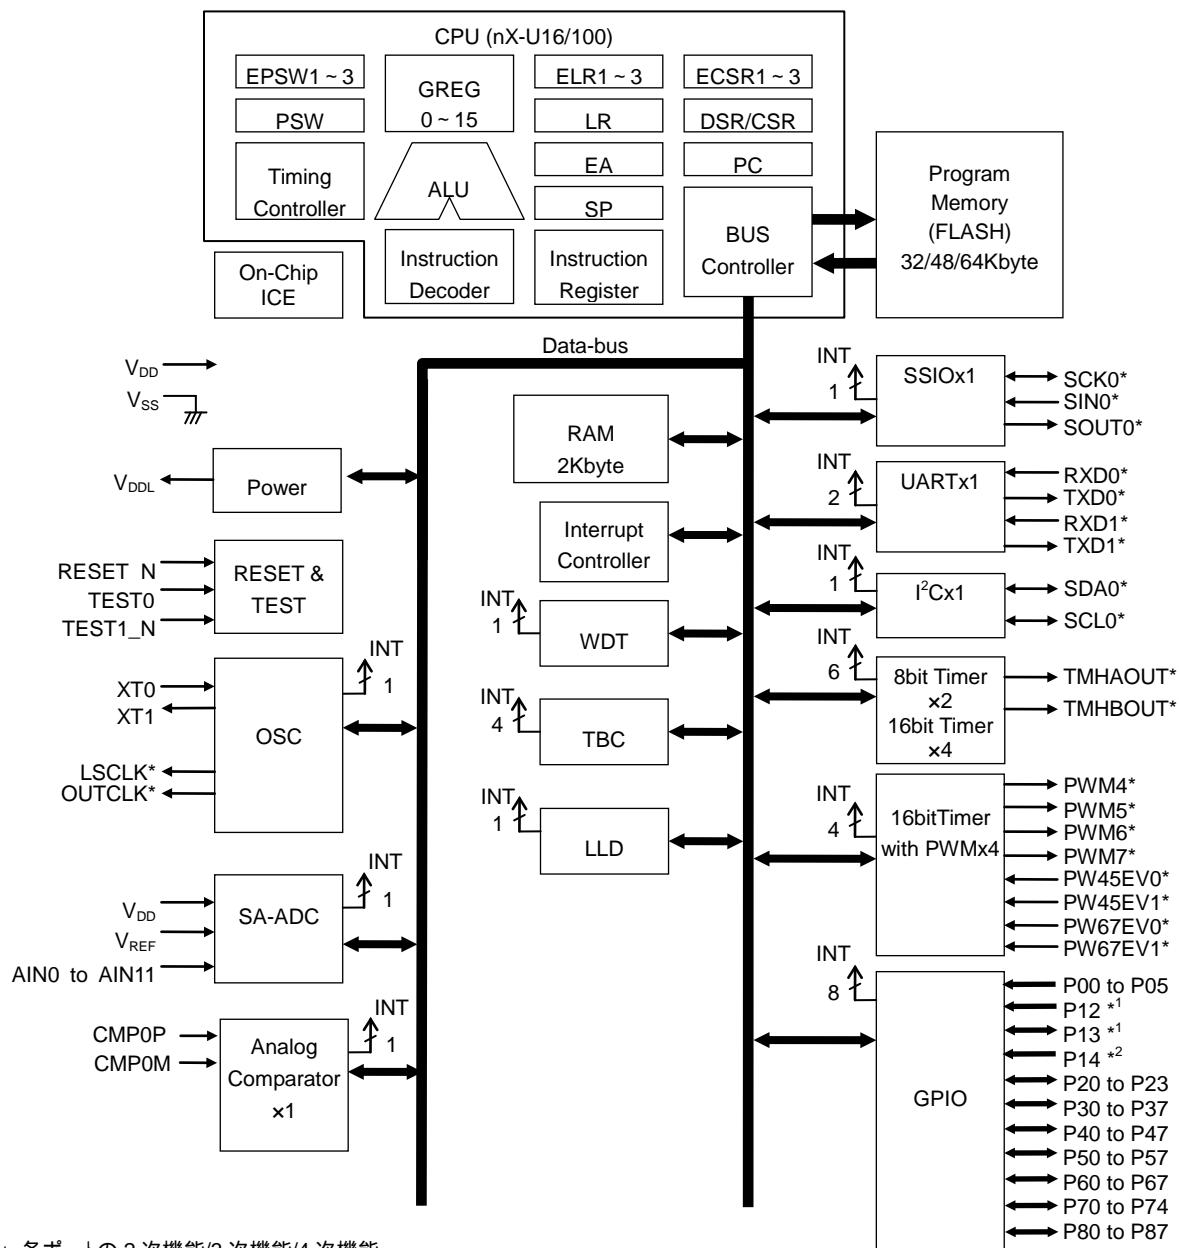 CPU (nX-U16/100)
EPSW1 ~ 3
GREG
0 ~ 15
ELR1 ~ 3
ECSR1 ~ 3
PSW
LR
DSR/CSR
Timing
Controller
ALU
EA
PC
SP
BUS
Controller
Program
Memory
(FLASH)
32/48/64Kbyte
On-Chip
ICE
Instruction
Decoder
Instruction
Register
Data-bus
VDD
VSS
VDDL
Power
RESET N
TEST0
TEST1_N
RESET &
TEST
INT
1
XT0
XT1
OSC
LSCLK*
OUTCLK*
INT
1
VDD
VREF
AIN0 to AIN11
SA-ADC
INT
1
CMP0P
CMP0M
Analog
Comparator
×1
RAM
2Kbyte
Interrupt
Controller
INT
1
WDT
INT
4
TBC
INT
1
LLD
INT
1
SSIOx1
SCK0*
SIN0*
SOUT0*
INT
2
UARTx1
RXD0*
TXD0*
RXD1*
TXD1*
INT
1
I²Cx1
SDA0*
SCL0*
INT
6
8bit Timer
×2
16bit Timer
×4
TMHAOUT*
TMHBOUT*
INT
4
16bitTimer
with PWMx4
PWM4*
PWM5*
PWM6*
PWM7*
PW45EV0*
PW45EV1*
PW67EV0*
PW67EV1*
INT
8
GPIO
P00 to P05
P12 *1
P13 *1
P14 *2
P20 to P23
P30 to P37
P40 to P47
P50 to P57
P60 to P67
P70 to P74
P80 to P87